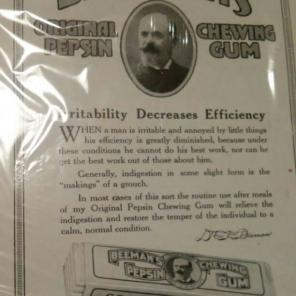 BEEMAN'S
ORIGINAL CHEWING
PEPSIN GUM
Irritability Decreases Efficiency
WHEN a man is irritable and annoyed by little things
his efficiency is greatly diminished, because under
these conditions he cannot do his best work, nor can he
get the best work out of those about him.
Generally, indigestion in some slight form is the
"makings" of a grouch.
In most cases of this sort the routine use after meals
of my Original Pepsin Chewing Gum will relieve the
indigestion and restore the temper of the individual to a
calm, normal condition.
Beeman
BEEMAN'S CHEWING
PEPSIN GUM